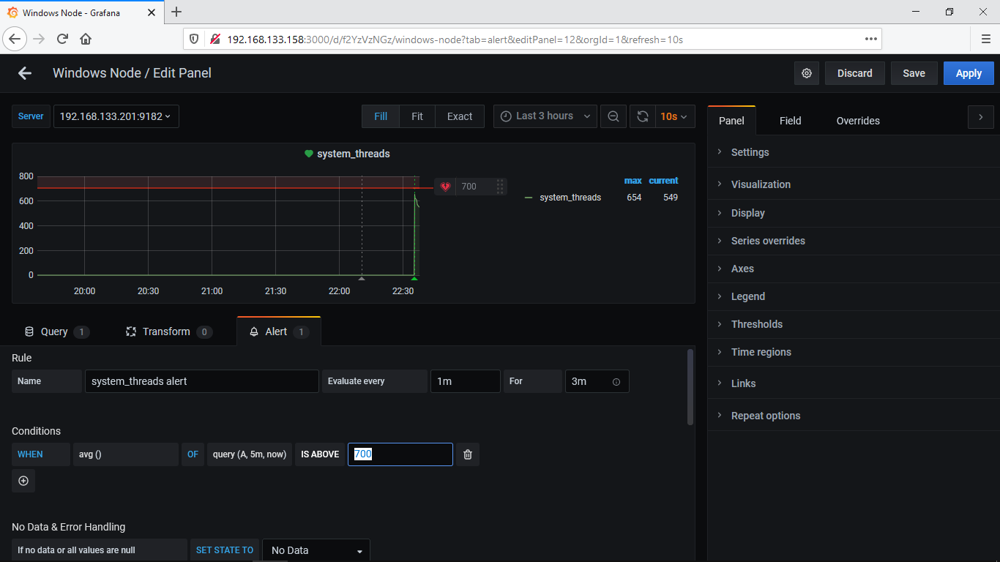 Windows Node - Grafana
192.168.133.158:3000/d/f2YzVzNGz/windows-node?tab=alert&editPanel=12&orgId=1&refresh=10s
Windows Node / Edit Panel
Discard
Save
Apply
Server
192.168.133.201:9182
Fill
Fit
Exact
Last 3 hours
10s
Panel
Field
Overrides
system_threads
800
600
400
200
0
20:00
20:30
21:00
21:30
22:00
22:30
700
max current
system_threads 654 549
Settings
Visualization
Display
Series overrides
Axes
Legend
Thresholds
Time regions
Links
Repeat options
Query 1
Transform 0
Alert 1
Rule
Name
system_threads alert
Evaluate every
1m
For
3m
Conditions
WHEN
avg ()
OF
query (A, 5m, now)
IS ABOVE
700
No Data & Error Handling
If no data or all values are null
SET STATE TO
No Data